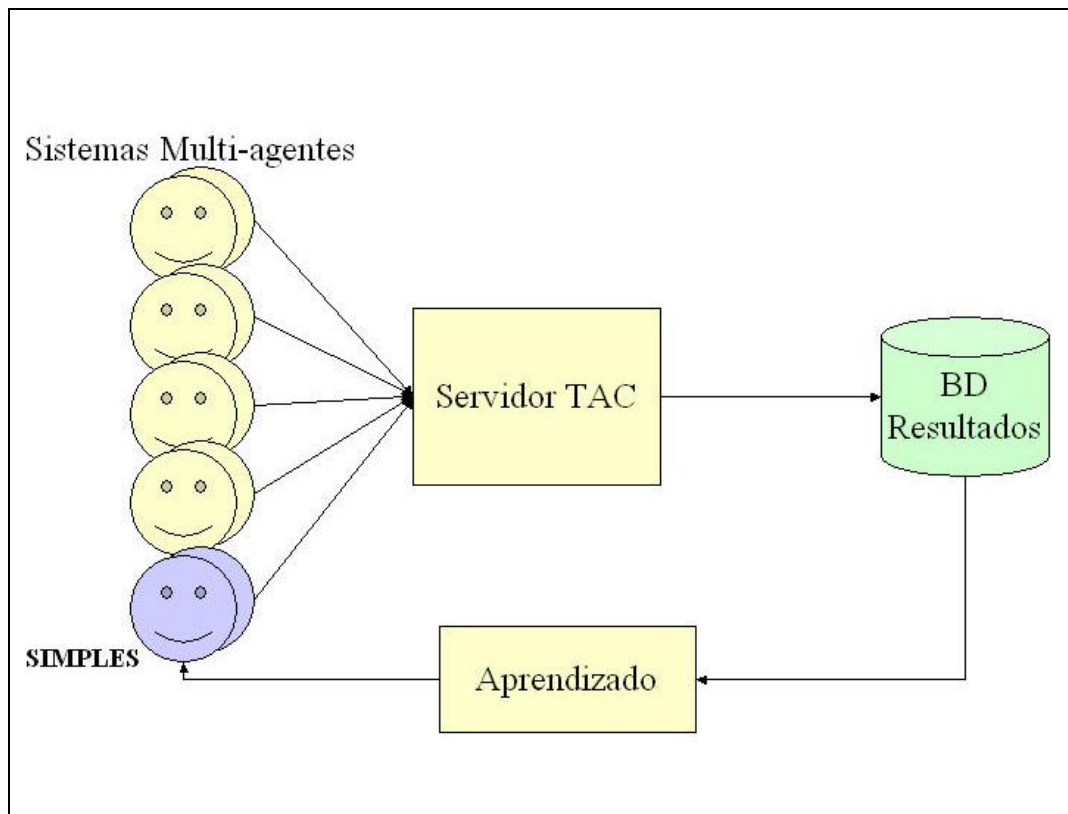 Sistemas Multi-agentes
Servidor TAC
BD
Resultados
SIMPLES
Aprendizado